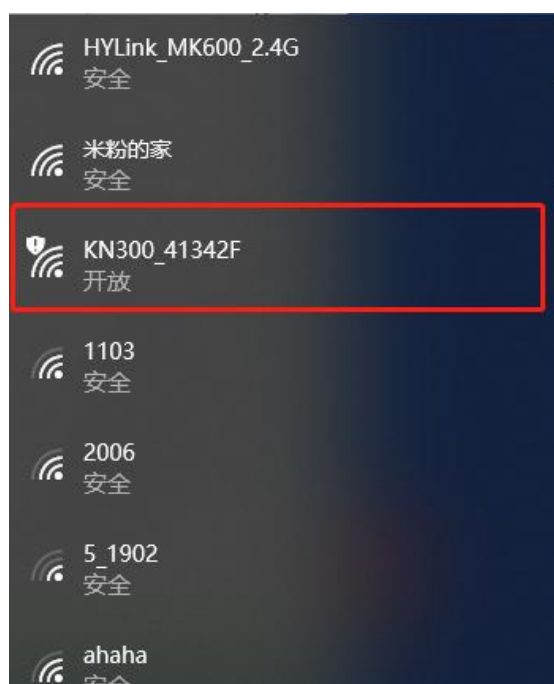 HYLink_MK600_2.4G
安全
米粉的家
安全
KN300_41342F
开放
1103
安全
2006
安全
5_1902
安全
ahaha